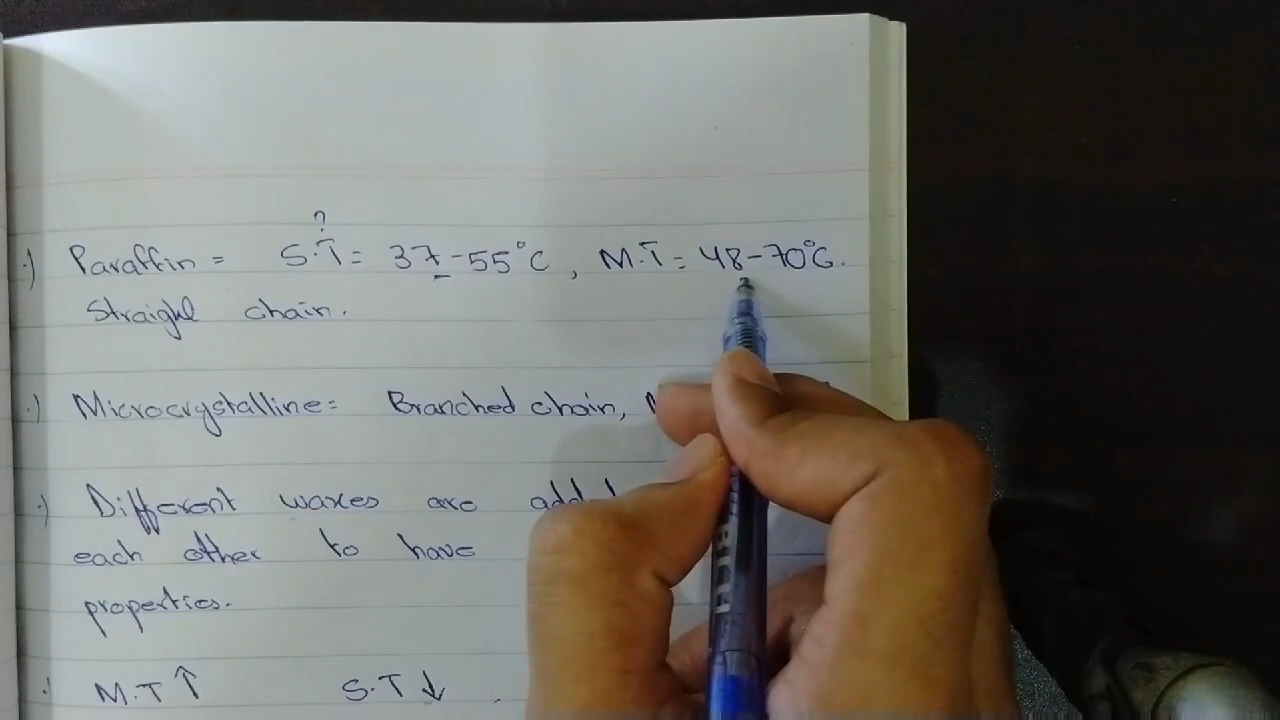 ?
.) Paraffin = S.T = 37-55°C, M.T = 48-70°C.
Straight chain.
.) Microcrystalline = Branched chain,
.) Different waxes are
each other to have
properties.
.) M.T ↑ S.T ↓ .